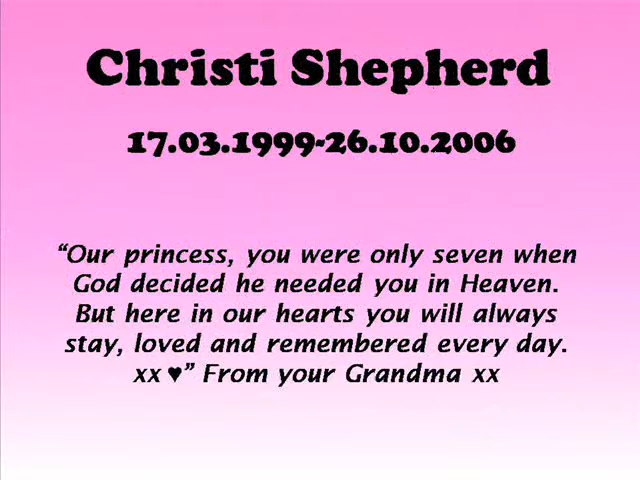 Christi Shepherd
17.03.1999-26.10.2006
“Our princess, you were only seven when
God decided he needed you in Heaven.
But here in our hearts you will always
stay, loved and remembered every day.
xx ♥” From your Grandma xx